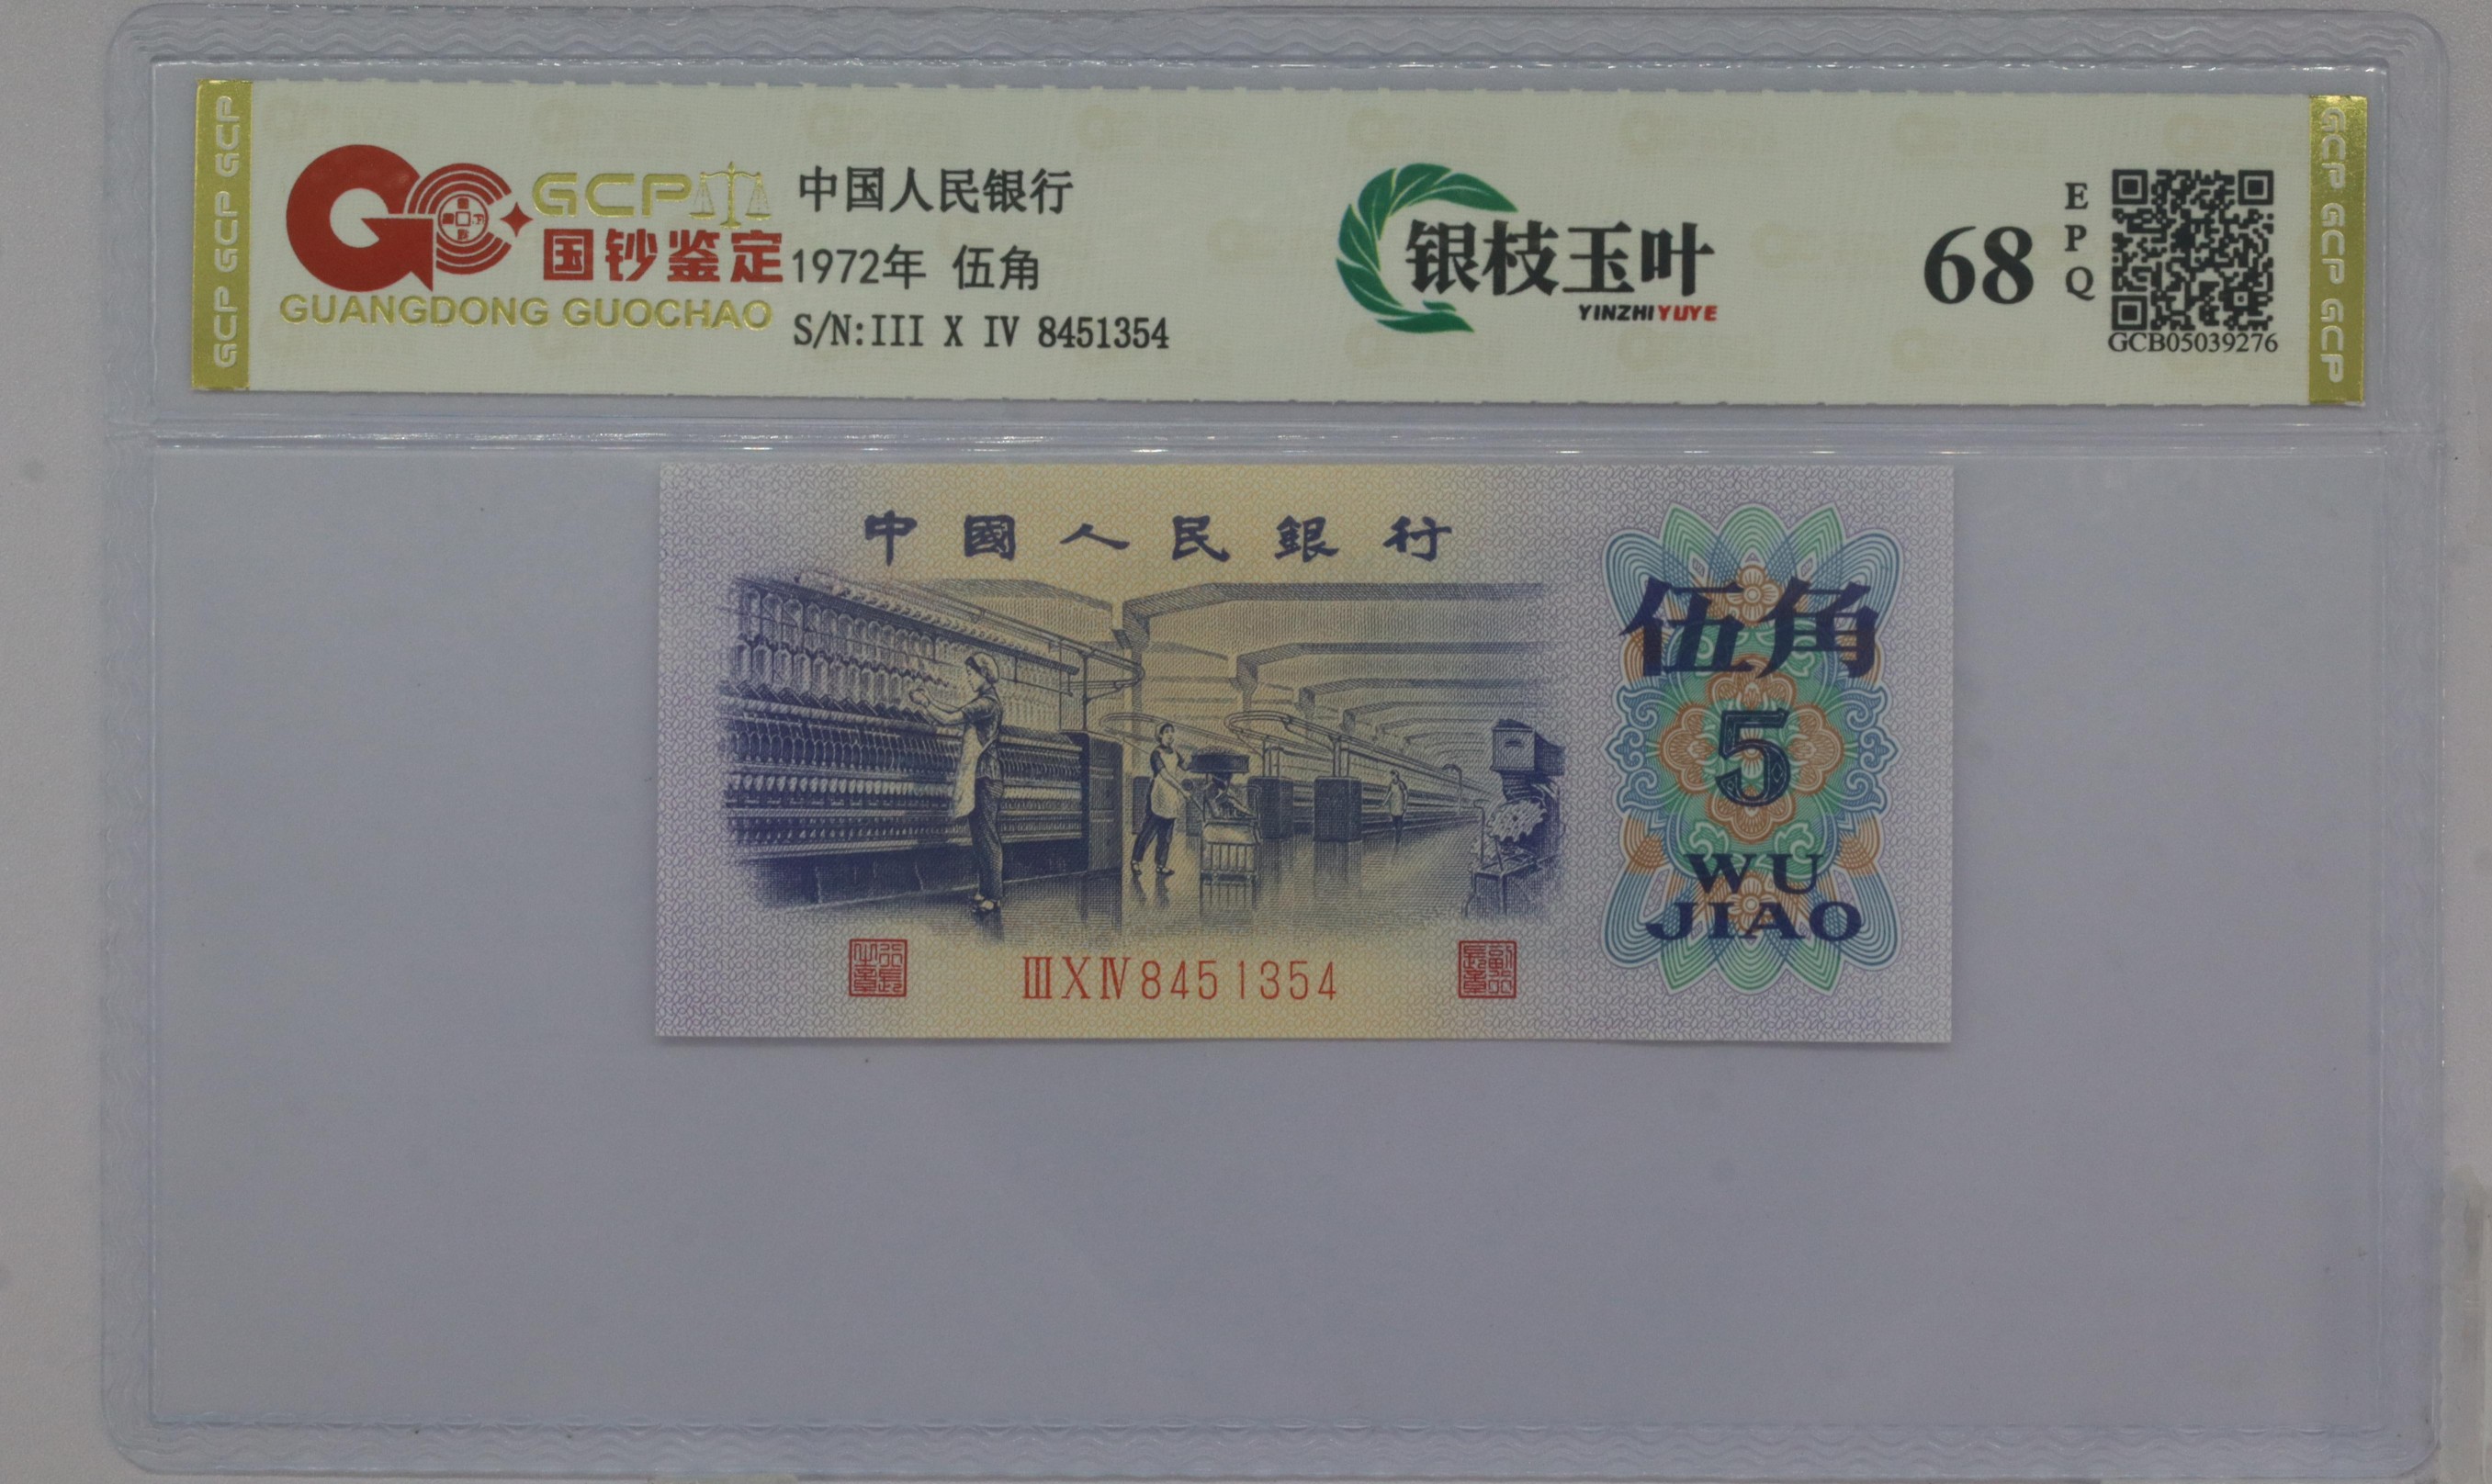 GCP GCP GCP
GCP
国钞鉴定
GUANGDONG GUOCHAO
中国人民银行
1972年 伍角
S/N:III X IV 8451354
银枝玉叶
YINZHIYUYE
68
EPQ
GCB05039276
GCP GCP GCP
中國人民銀行
伍角
5
WU
JIAO
ⅢⅩⅣ8451354